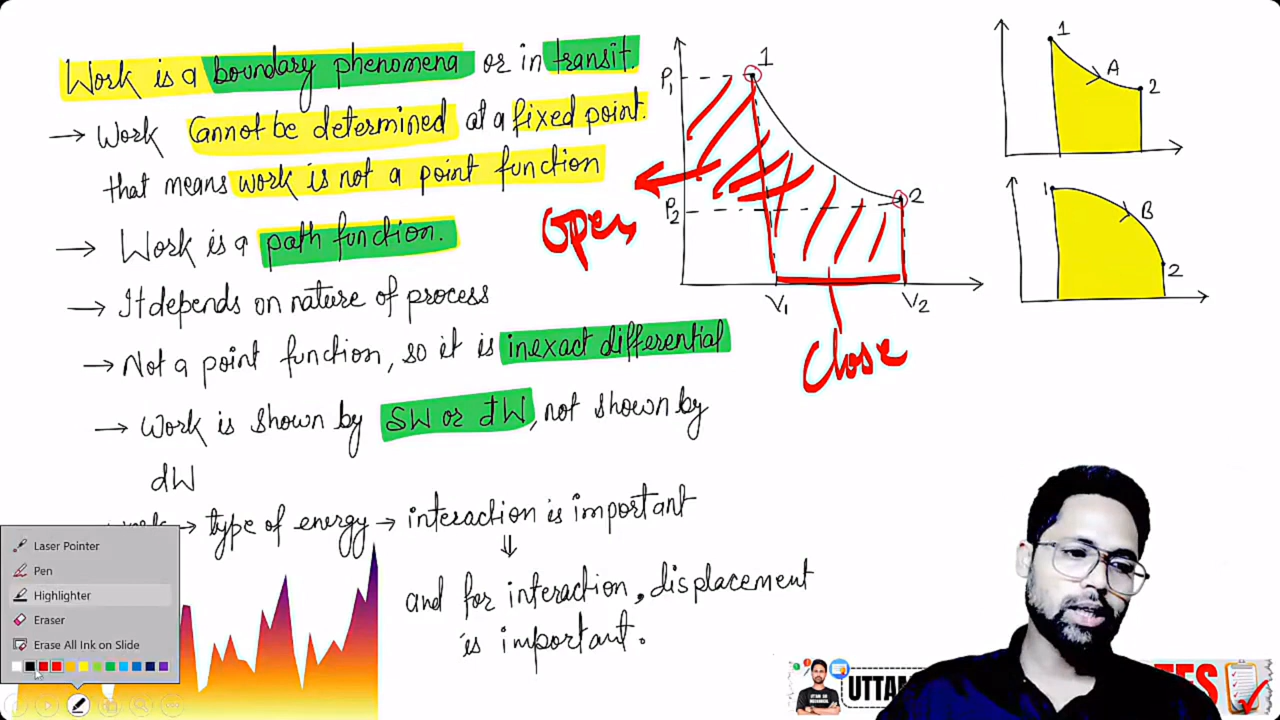 Work is a boundary phenomena or in transit.
→ Work cannot be determined at a fixed point.
that means work is not a point function
→ Work is a path function.
→ It depends on nature of process
→ Not a point function, so it is inexact differential
→ Work is shown by δW or đW, not shown by
dW
→ type of energy → interaction is important
⇓
and for interaction, displacement
is important.
P1
1
P2
2
V1
V2
open
Close
1
A
2
1
B
2
Laser Pointer
Pen
Highlighter
Eraser
Erase All Ink on Slide